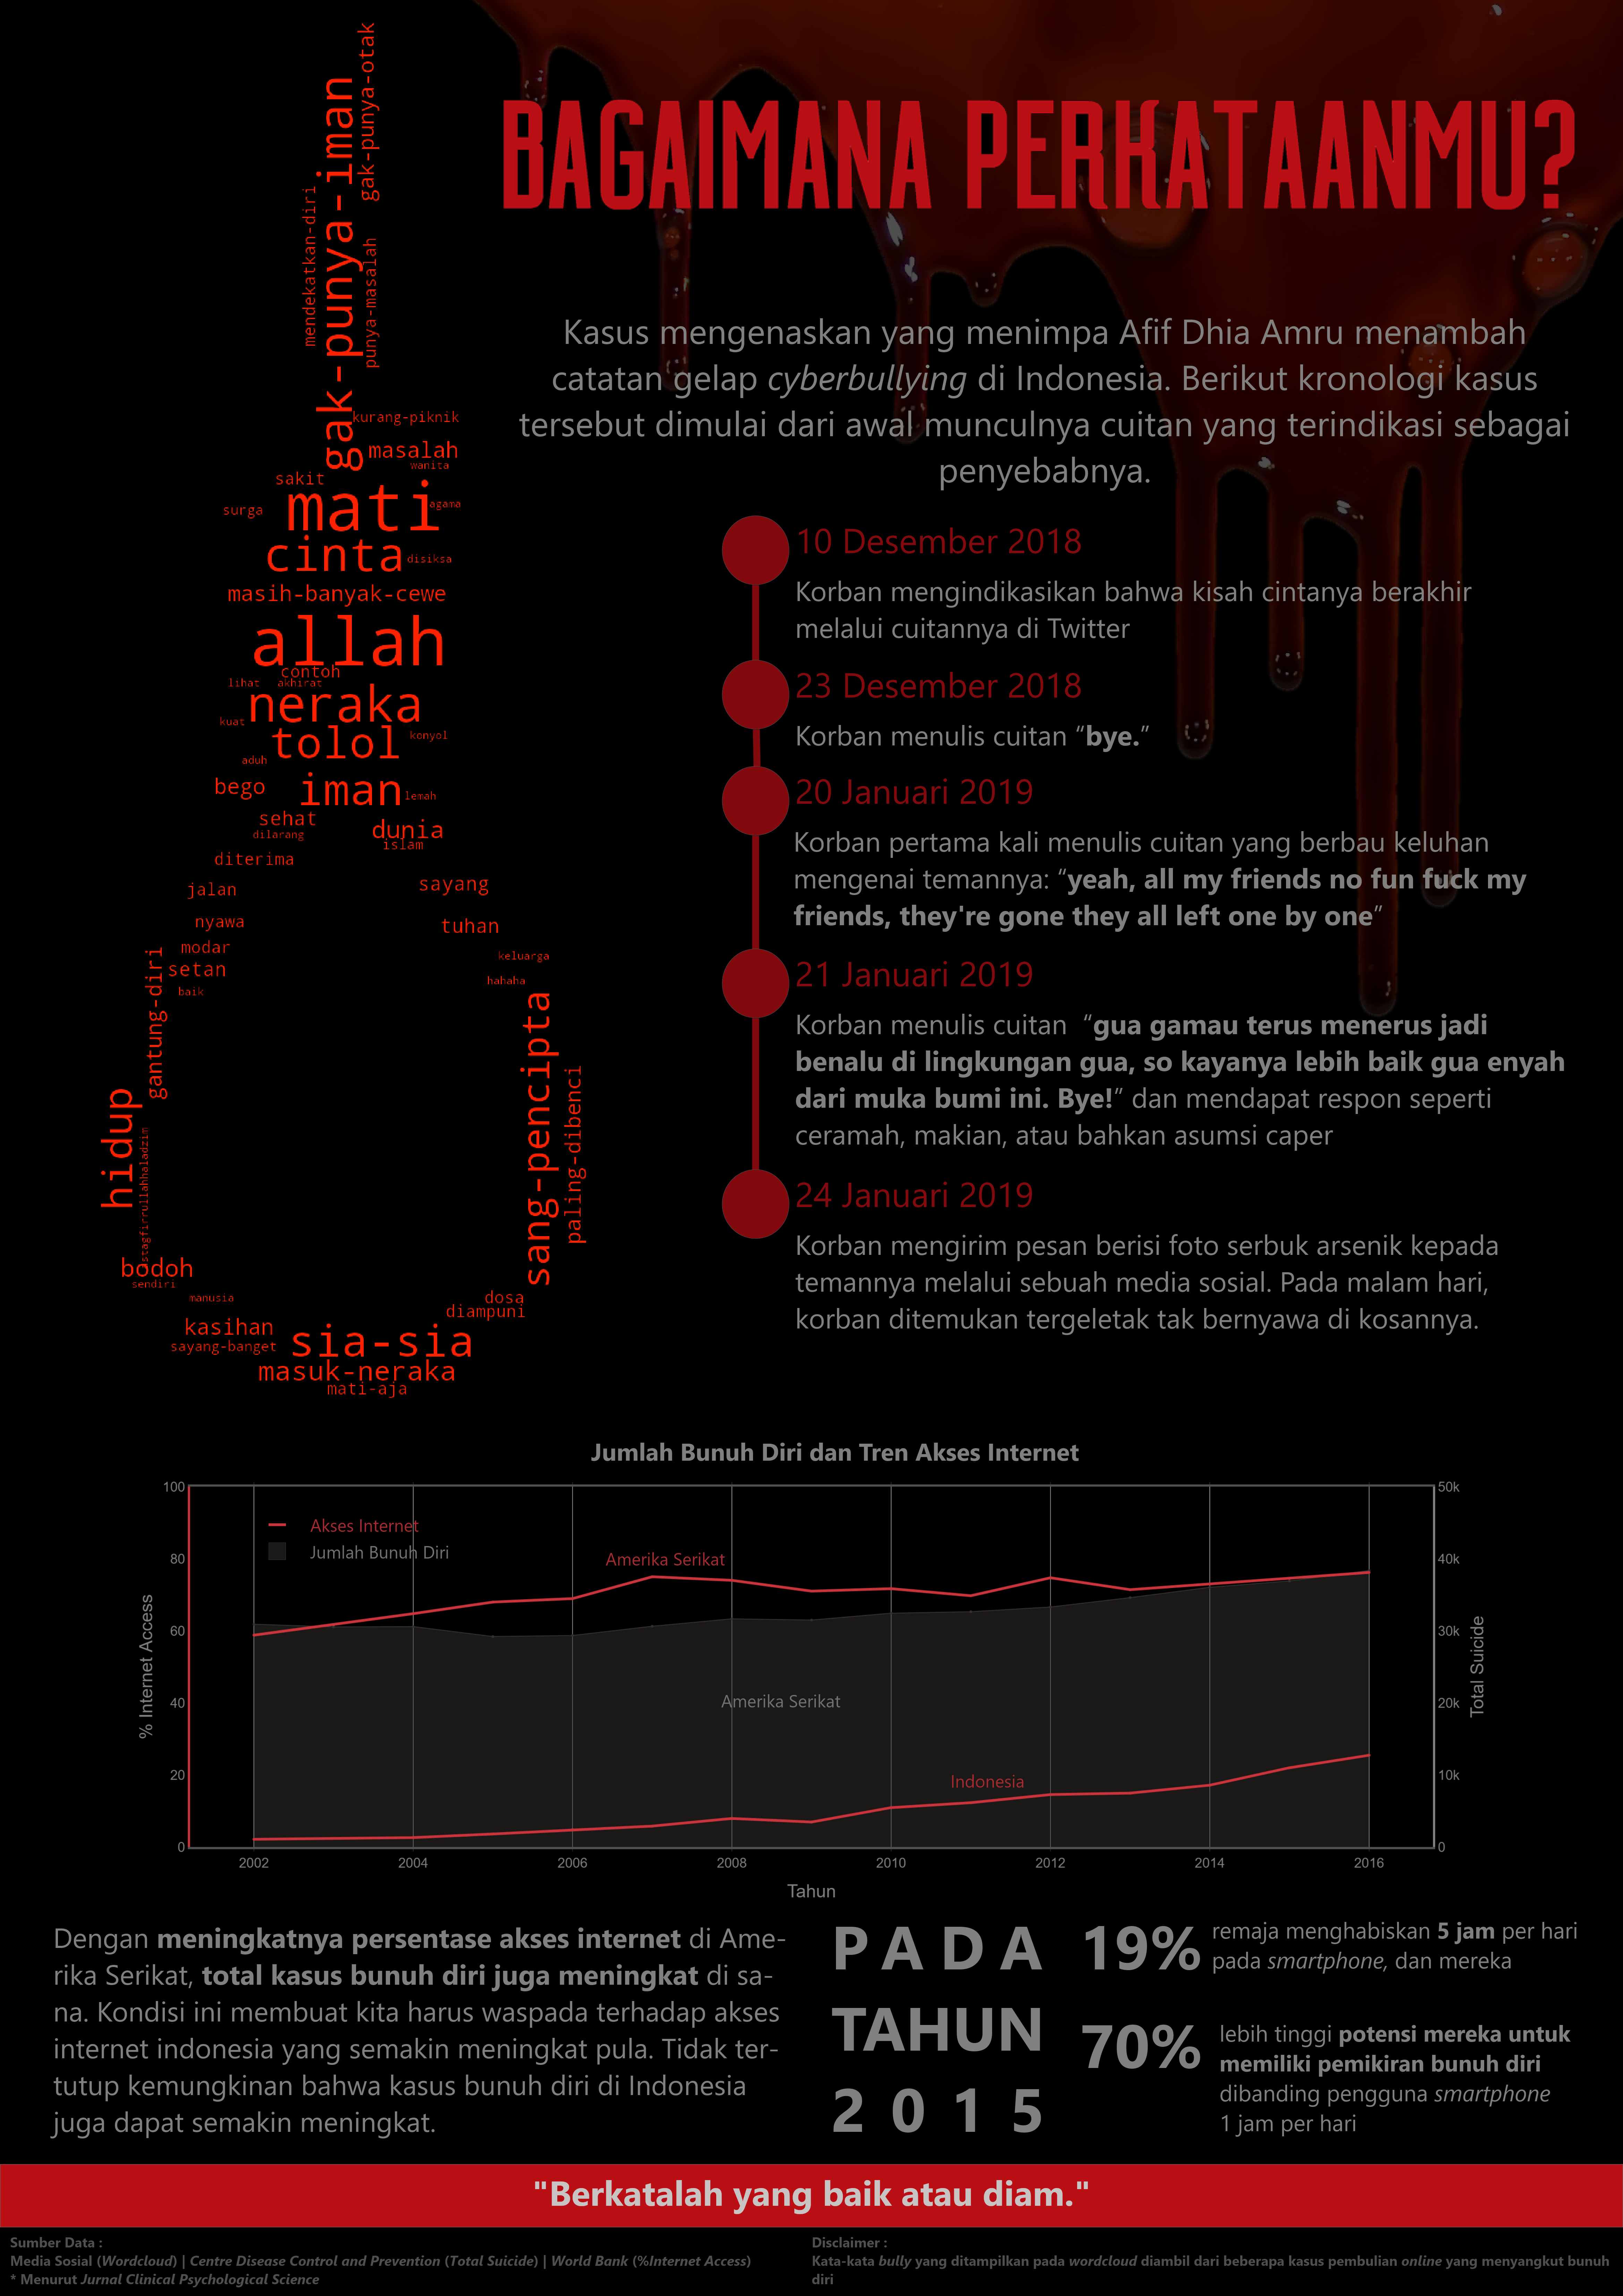 BAGAIMANA PERKATAANMU?
gak-punya-otak
gak-punya-iman
mendekatkan-diri
punya-masalah
kurang-piknik
masalah
wanita
sakit
mati
agama
surga
cinta
disiksa
masih-banyak-cewe
allah
contoh
lihat
akhirat
neraka
kuat
tolol
konyol
aduh
bego
iman
lemah
sehat
dilarang
dunia
islam
diterima
jalan
sayang
nyawa
tuhan
modar
setan
keluarga
baik
hahaha
gantung-diri
sang-pencipta
paling-dibenci
hidup
bodoh
sendiri
manusia
dosa
diampuni
kasihan
sia-sia
sayang-banget
masuk-neraka
mati-aja
Kasus mengenaskan yang menimpa Afif Dhia Amru menambah
catatan gelap cyberbullying di Indonesia. Berikut kronologi kasus
tersebut dimulai dari awal munculnya cuitan yang terindikasi sebagai
penyebabnya.
10 Desember 2018
Korban mengindikasikan bahwa kisah cintanya berakhir
melalui cuitannya di Twitter
23 Desember 2018
Korban menulis cuitan “bye.”
20 Januari 2019
Korban pertama kali menulis cuitan yang berbau keluhan
mengenai temannya: “yeah, all my friends no fun fuck my
friends, they're gone they all left one by one”
21 Januari 2019
Korban menulis cuitan “gua gamau terus menerus jadi
benalu di lingkungan gua, so kayanya lebih baik gua enyah
dari muka bumi ini. Bye!” dan mendapat respon seperti
ceramah, makian, atau bahkan asumsi caper
24 Januari 2019
Korban mengirim pesan berisi foto serbuk arsenik kepada
temannya melalui sebuah media sosial. Pada malam hari,
korban ditemukan tergeletak tak bernyawa di kosannya.
Jumlah Bunuh Diri dan Tren Akses Internet
100
80
60
40
20
0
% Internet Access
Akses Internet
Jumlah Bunuh Diri
Amerika Serikat
Amerika Serikat
Indonesia
50k
40k
30k
20k
10k
0
Total Suicide
2002 2004 2006 2008 2010 2012 2014 2016
Tahun
Dengan meningkatnya persentase akses internet di Ame-
rika Serikat, total kasus bunuh diri juga meningkat di sa-
na. Kondisi ini membuat kita harus waspada terhadap akses
internet indonesia yang semakin meningkat pula. Tidak ter-
tutup kemungkinan bahwa kasus bunuh diri di Indonesia
juga dapat semakin meningkat.
PADA
TAHUN
2015
19%
remaja menghabiskan 5 jam per hari
pada smartphone, dan mereka
70%
lebih tinggi potensi mereka untuk
memiliki pemikiran bunuh diri
dibanding pengguna smartphone
1 jam per hari
"Berkatalah yang baik atau diam."
Sumber Data :
Media Sosial (Wordcloud) | Centre Disease Control and Prevention (Total Suicide) | World Bank (%Internet Access)
* Menurut Jurnal Clinical Psychological Science
Disclaimer :
Kata-kata bully yang ditampilkan pada wordcloud diambil dari beberapa kasus pembulian online yang menyangkut bunuh
diri